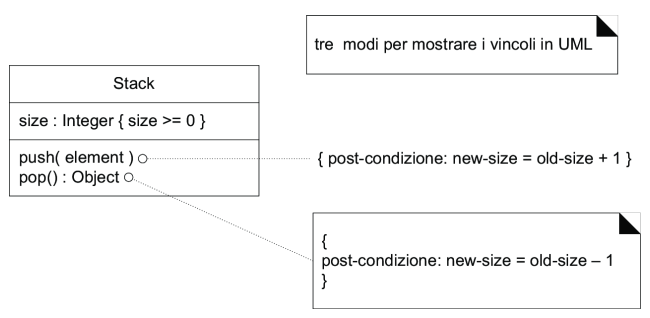 tre modi per mostrare i vincoli in UML
Stack
size : Integer { size >= 0 }
push( element )
{ post-condizione: new-size = old-size + 1 }
pop() : Object
{
post-condizione: new-size = old-size – 1
}